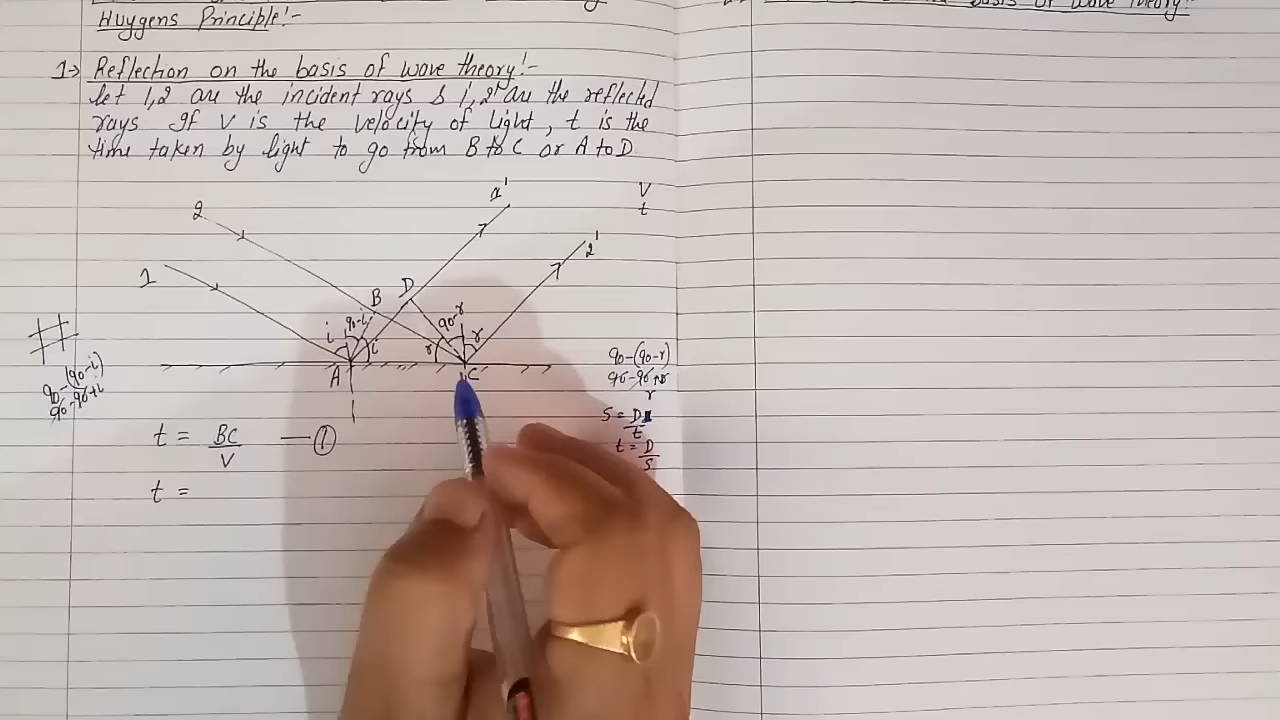 Huygens Principle!-
1→ Reflection on the basis of wave theory!-
let 1,2 are the incident rays & 1', 2' are the reflected
rays If V is the velocity of light, t is the
time taken by light to go from B to C or A to D
V
t
2
1
2'
B
D
i
90-i
i
r
90-r
r
A
C
90-(90-i)
90-90+i
90-(90-r)
90-90+r
r
t = BC/V —①
S = D/t
t = D/S
t =